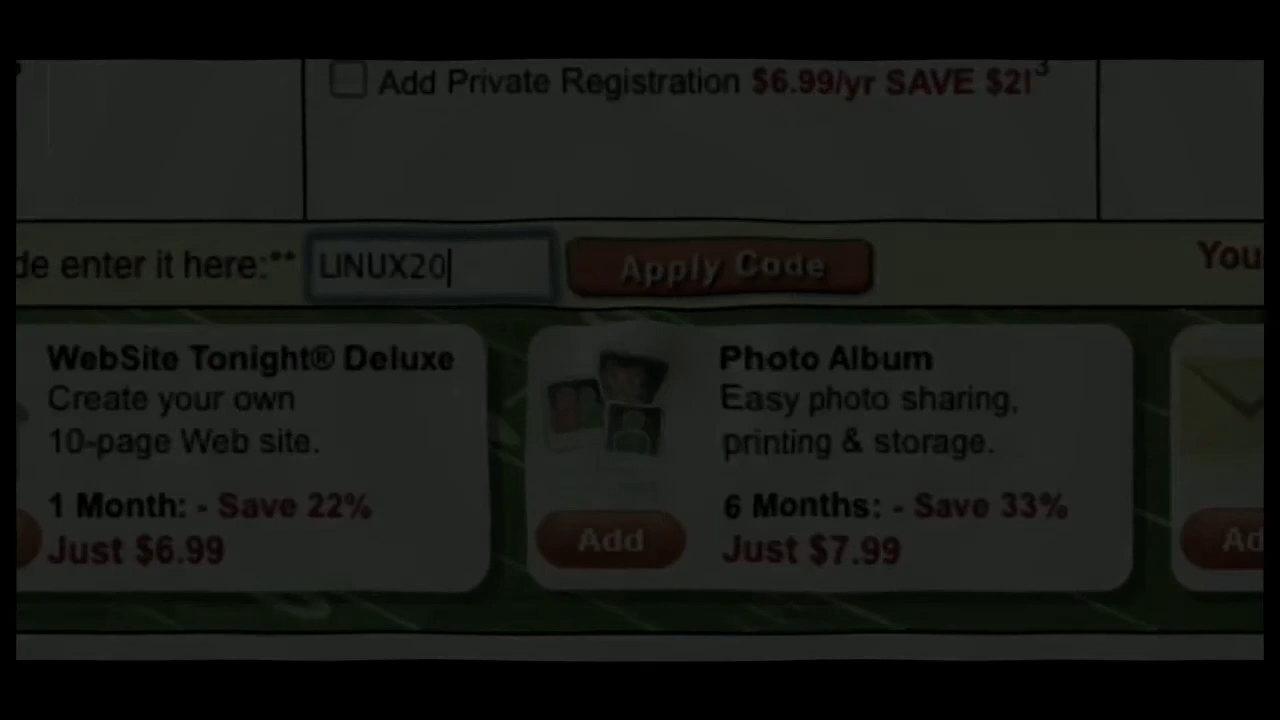 Add Private Registration $6.99/yr SAVE $2!3
de enter it here:** LINUX20 Apply Code You
WebSite Tonight® Deluxe
Create your own
10-page Web site.
1 Month: - Save 22%
Just $6.99
Photo Album
Easy photo sharing,
printing & storage.
6 Months: - Save 33%
Just $7.99
Add
Ad